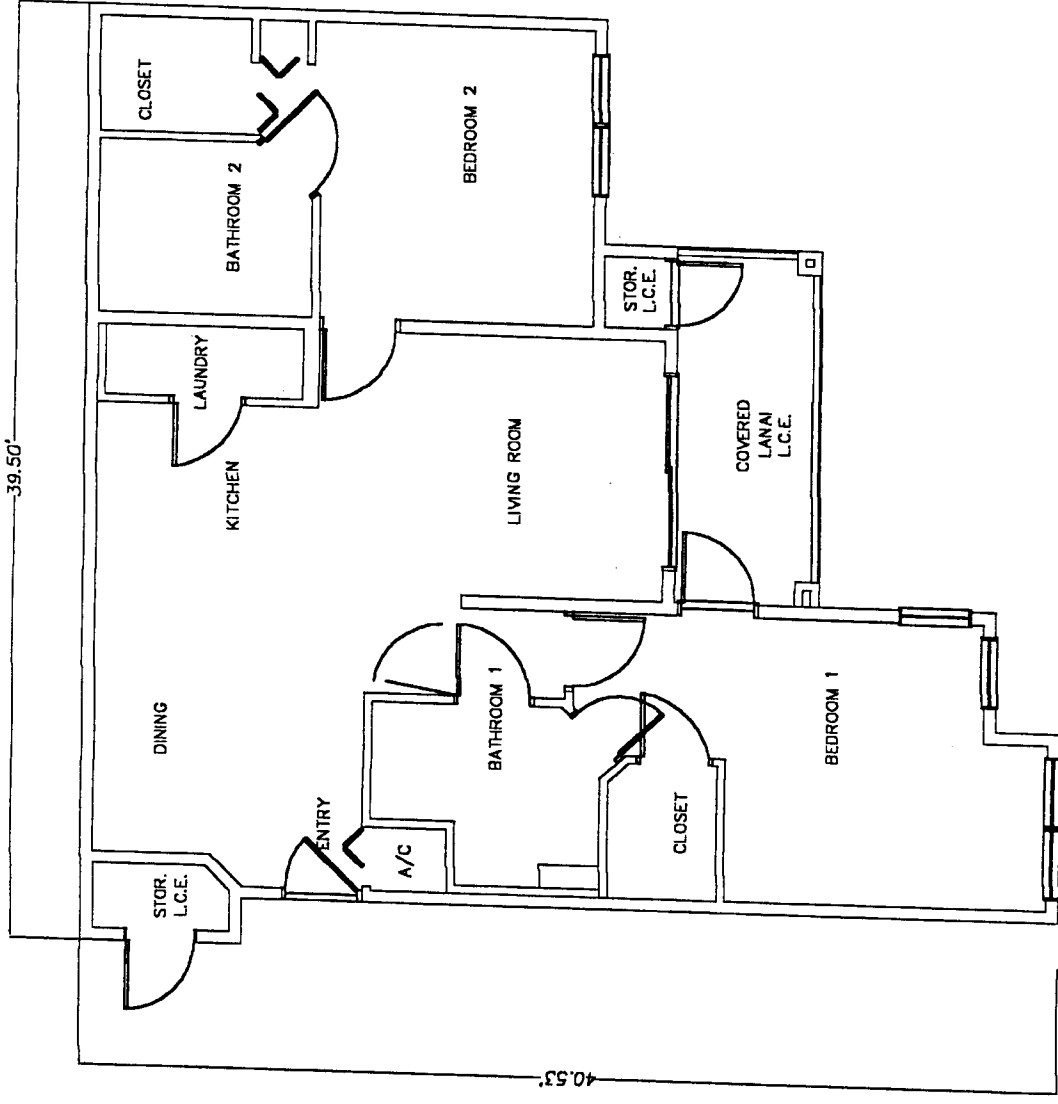 39.50'
CLOSET
BATHROOM 2
BEDROOM 2
LAUNDRY
STOR.
L.C.E.
KITCHEN
LIVING ROOM
COVERED
LANAI
L.C.E.
DINING
BATHROOM 1
BEDROOM 1
ENTRY
A/C
CLOSET
STOR.
L.C.E.
40.53'